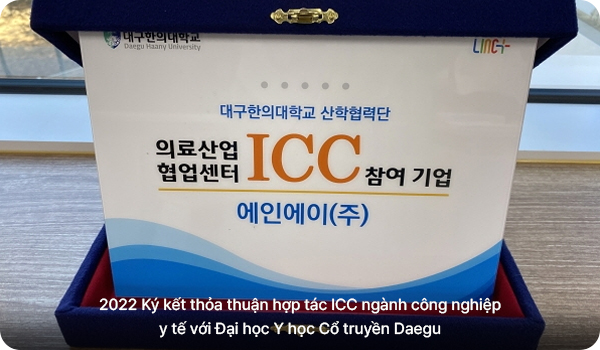 대구한의대학교
Daegu Haany University
LINC+
대구한의대학교 산학협력단
의료산업
협업센터
ICC
참여 기업
에인에이(주)
2022 Ký kết thỏa thuận hợp tác ICC ngành công nghiệp
y tế với Đại học Y học Cổ truyền Daegu